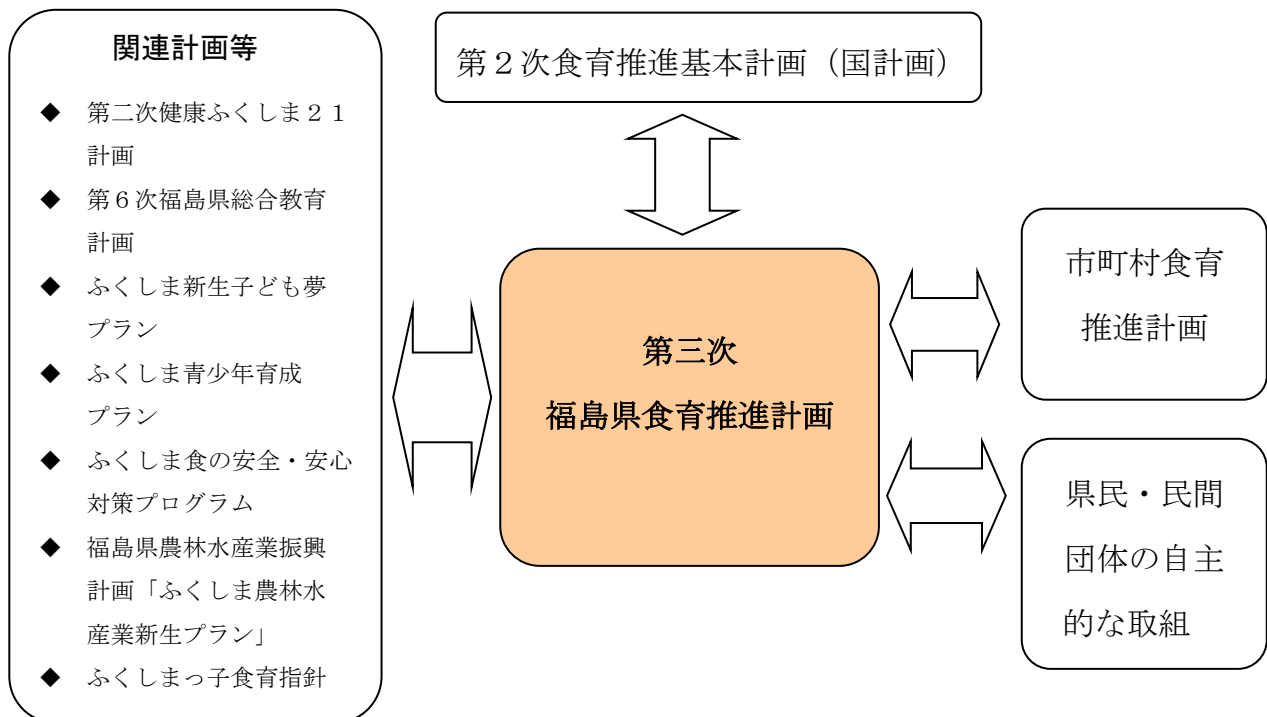 関連計画等
◆ 第二次健康ふくしま２１
計画
◆ 第６次福島県総合教育
計画
◆ ふくしま新生子ども夢
プラン
◆ ふくしま青少年育成
プラン
◆ ふくしま食の安全・安心
対策プログラム
◆ 福島県農林水産業振興
計画「ふくしま農林水
産業新生プラン」
◆ ふくしまっ子食育指針
第２次食育推進基本計画（国計画）
第三次
福島県食育推進計画
市町村食育
推進計画
県民・民間
団体の自主
的な取組